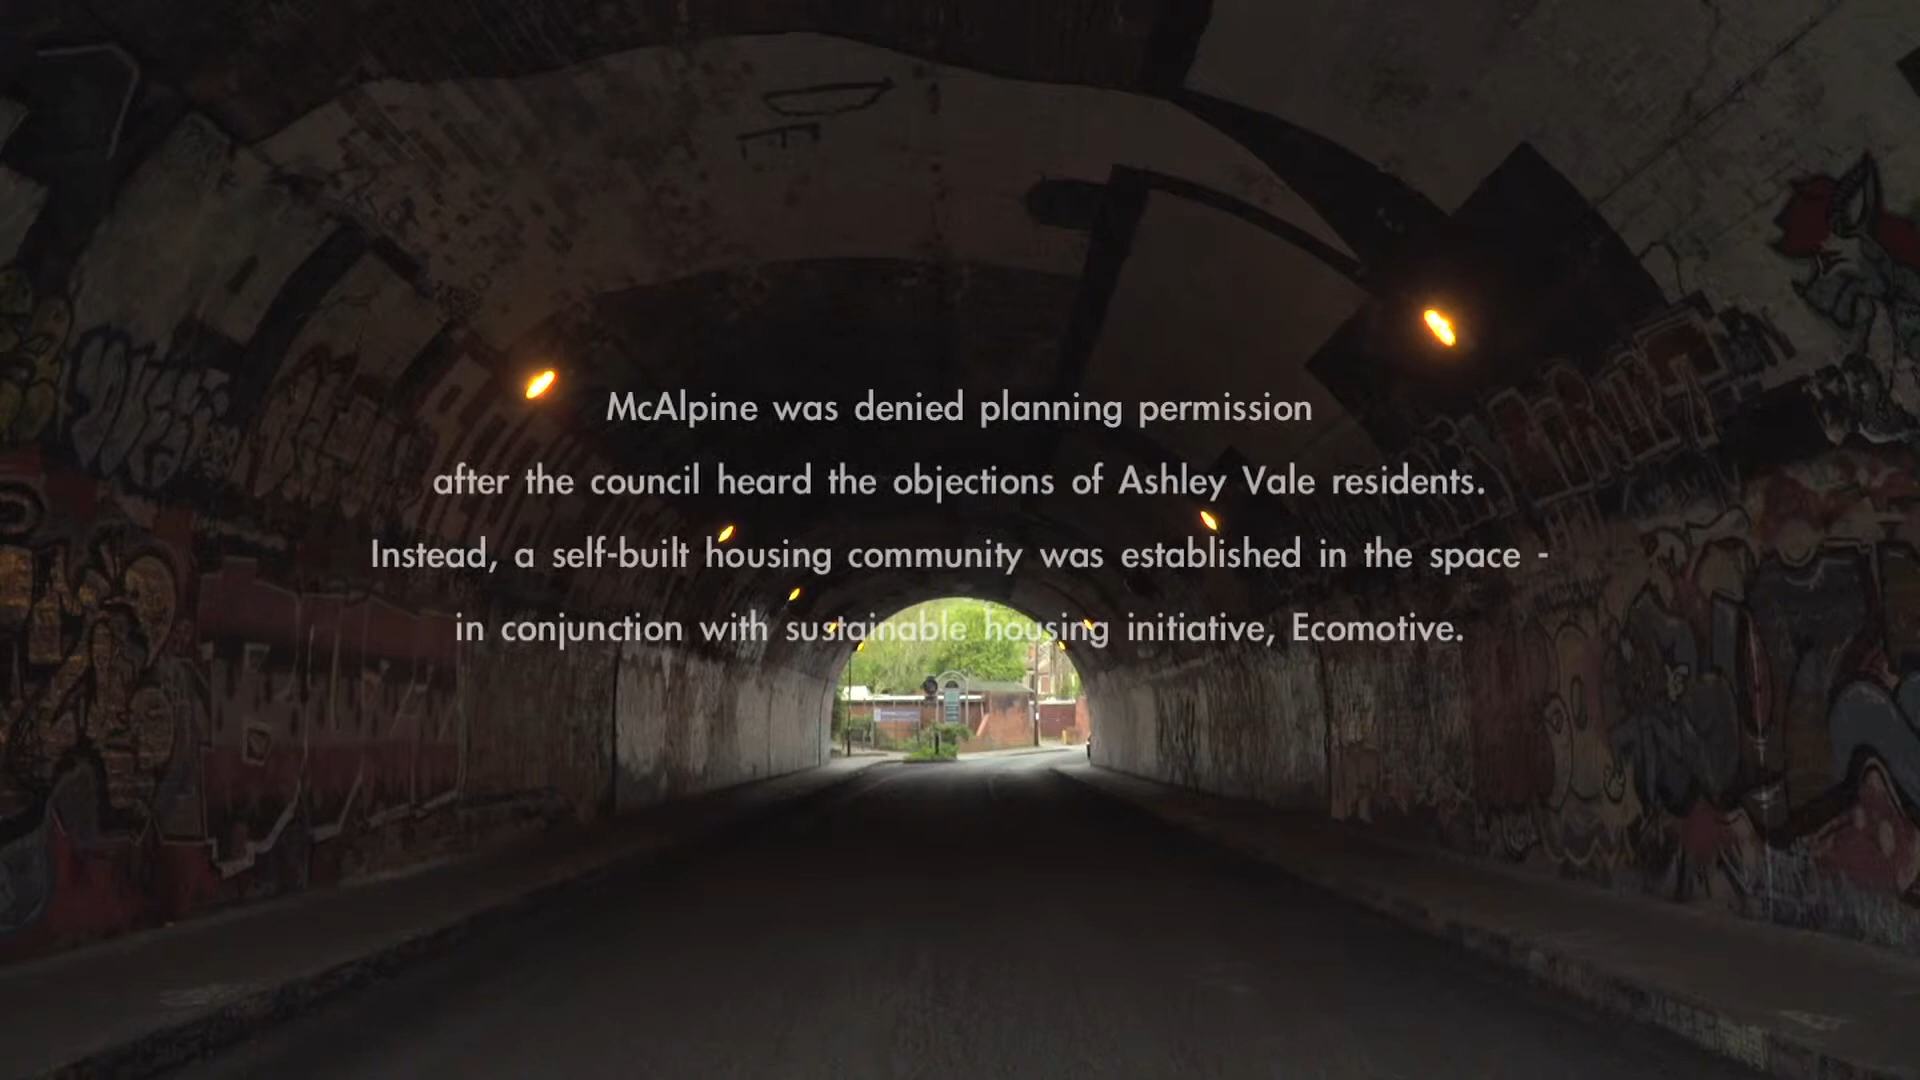 McAlpine was denied planning permission
after the council heard the objections of Ashley Vale residents.
Instead, a self-built housing community was established in the space -
in conjunction with sustainable housing initiative, Ecomotive.